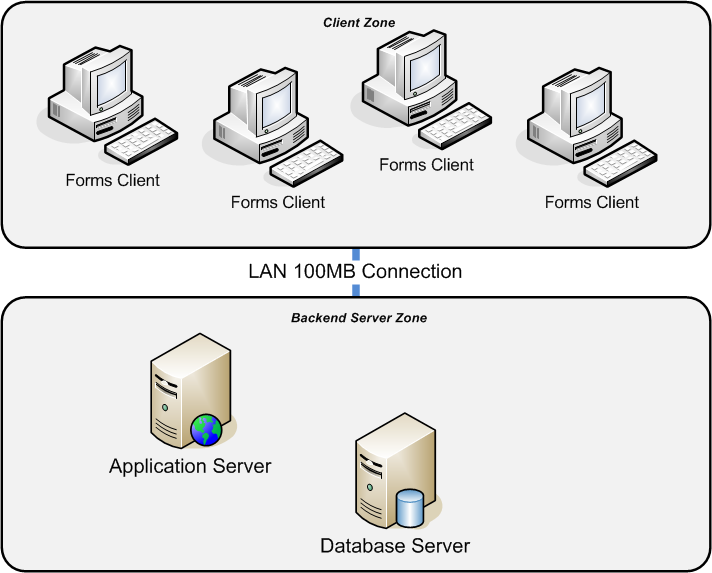 Client Zone
Forms Client
Forms Client
Forms Client
Forms Client
LAN 100MB Connection
Backend Server Zone
Application Server
Database Server